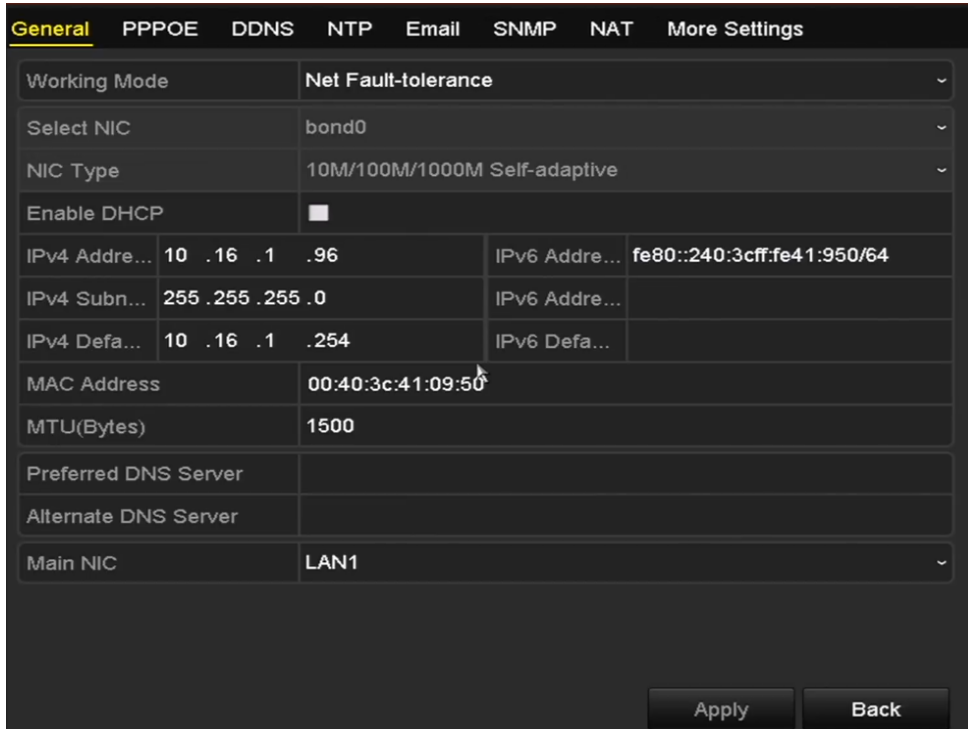 General PPPOE DDNS NTP Email SNMP NAT More Settings
Working Mode Net Fault-tolerance
Select NIC bond0
NIC Type 10M/100M/1000M Self-adaptive
Enable DHCP
IPv4 Addre... 10 .16 .1 .96 IPv6 Addre... fe80::240:3cff:fe41:950/64
IPv4 Subn... 255.255.255.0 IPv6 Addre...
IPv4 Defa... 10 .16 .1 .254 IPv6 Defa...
MAC Address 00:40:3c:41:09:50
MTU(Bytes) 1500
Preferred DNS Server
Alternate DNS Server
Main NIC LAN1
Apply Back